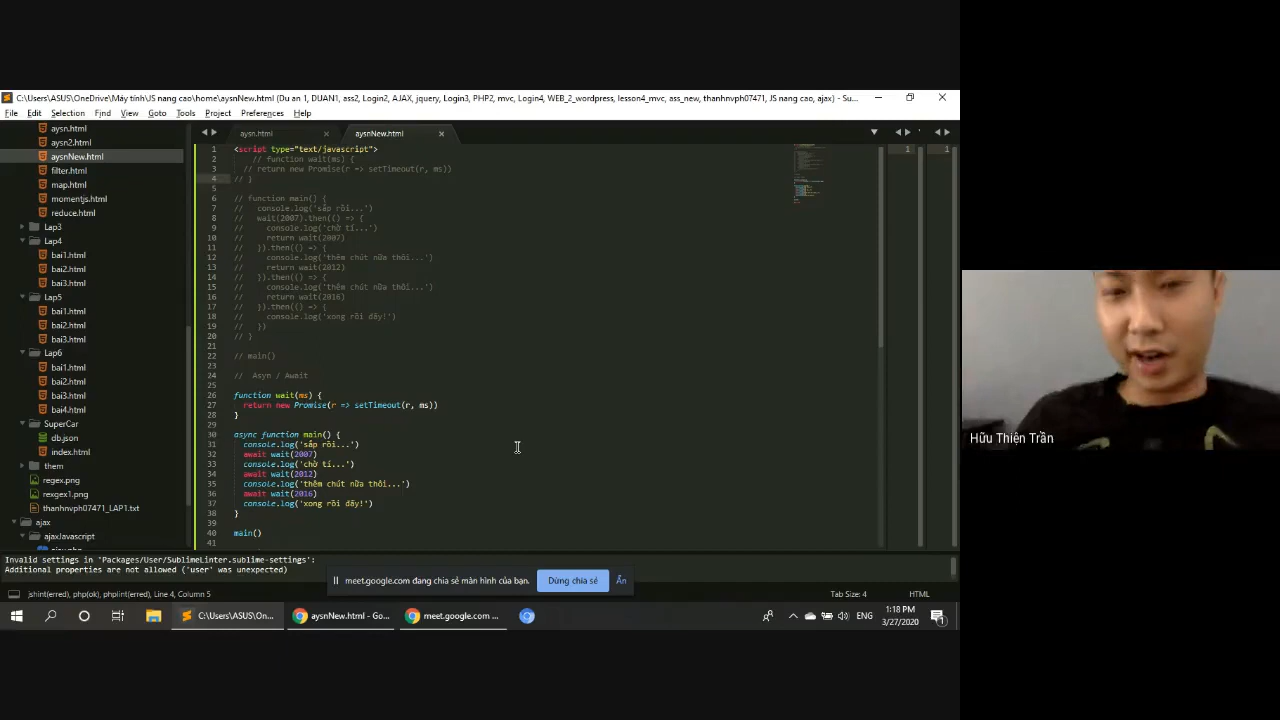 C:\Users\ASUS\OneDrive\Máy tính\JS nang cao\home\aysnNew.html (Du an 1, DUAN1, ass2, Login2, AJAX, jquery, Login3, PHP2, mvc, Login4, WEB_2_wordpress, lesson4_mvc, ass_new, thanhnvph07471, JS nang cao, ajax) - Su...
File Edit Selection Find View Goto Tools Project Preferences Help
aysn.html
aysn2.html
aysnNew.html
filter.html
map.html
momentjs.html
reduce.html
Lap3
Lap4
bai1.html
bai2.html
bai3.html
Lap5
bai1.html
bai2.html
bai3.html
Lap6
bai1.html
bai2.html
bai3.html
bai4.html
SuperCar
db.json
index.html
them
regex.png
rexgex1.png
thanhnvph07471_LAP1.txt
ajax
ajaxJavascript
aysn.html aysnNew.html
1 <script type="text/javascript">
2 // function wait(ms) {
3 // return new Promise(r => setTimeout(r, ms))
4 // }
5
6 // function main() {
7 // console.log('sắp rồi...')
8 // wait(2007).then(() => {
9 // console.log('chờ tí...')
10 // return wait(2007)
11 // }).then(() => {
12 // console.log('thêm chút nữa thôi...')
13 // return wait(2012)
14 // }).then(() => {
15 // console.log('thêm chút nữa thôi...')
16 // return wait(2016)
17 // }).then(() => {
18 // console.log('xong rồi đấy!')
19 // })
20 // }
21
22 // main()
23
24 // Asyn / Await
25
26 function wait(ms) {
27 return new Promise(r => setTimeout(r, ms))
28 }
29
30 async function main() {
31 console.log('sắp rồi...')
32 await wait(2007)
33 console.log('chờ tí...')
34 await wait(2012)
35 console.log('thêm chút nữa thôi...')
36 await wait(2016)
37 console.log('xong rồi đấy!')
38 }
39
40 main()
41
1
1
Hữu Thiện Trần
Invalid settings in 'Packages/User/SublimeLinter.sublime-settings':
Additional properties are not allowed ('user' was unexpected)
meet.google.com đang chia sẻ màn hình của bạn. Dừng chia sẻ Ẩn
jshint(erred), php(ok), phplint(erred), Line 4, Column 5 Tab Size: 4 HTML
C:\Users\ASUS\On... aysnNew.html - Go... meet.google.com ... ENG 1:18 PM
3/27/2020
1